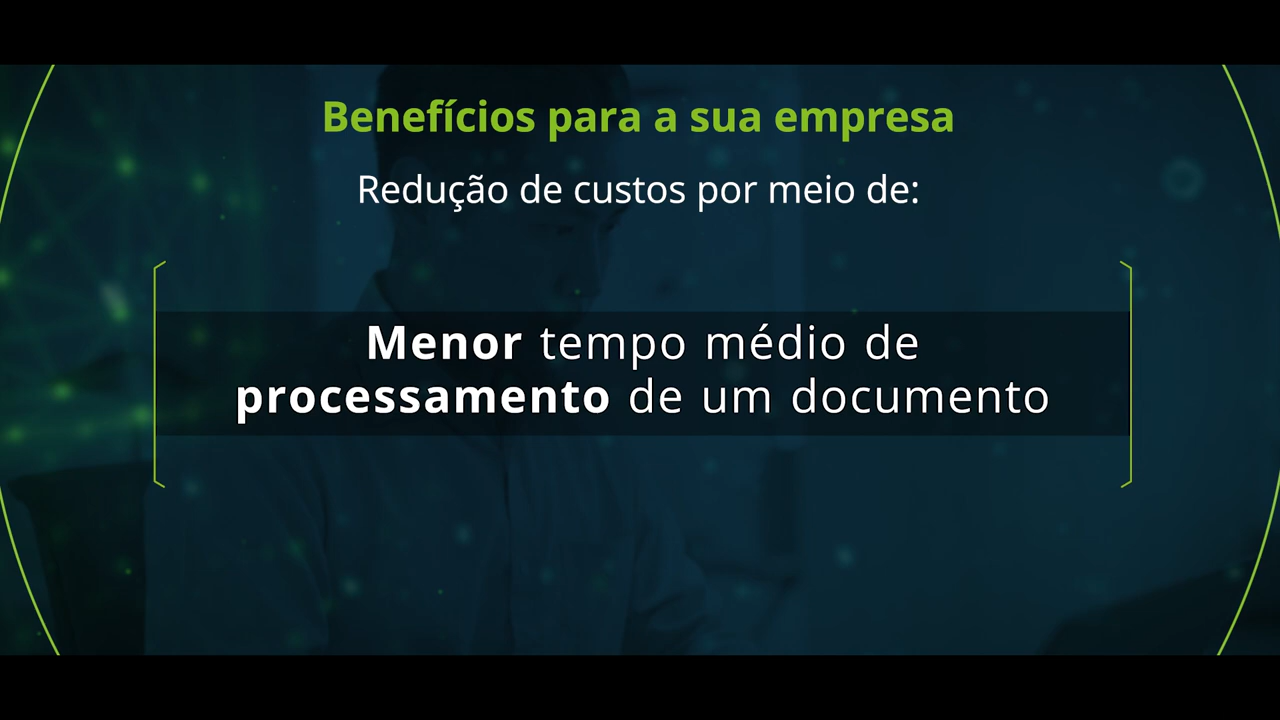 Benefícios para a sua empresa
Redução de custos por meio de:
Menor tempo médio de
processamento de um documento